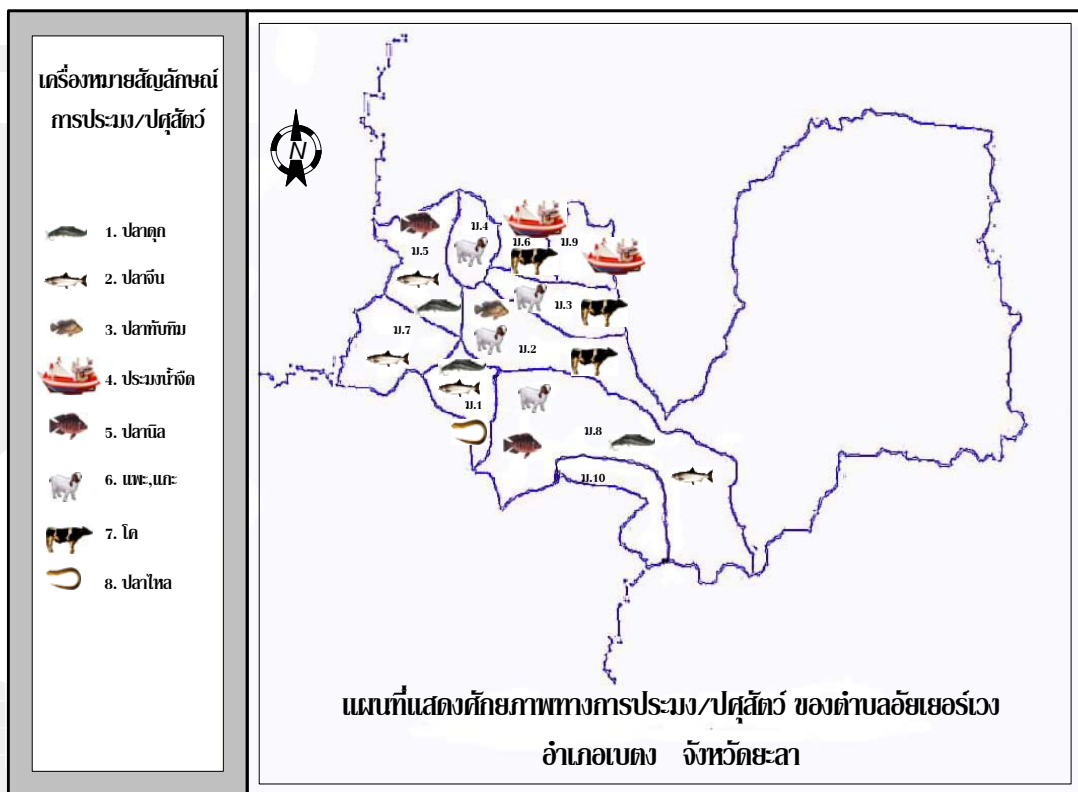 เครื่องหมายสัญลักษณ์
การประมง/ปศุสัตว์
1. ปลาดุก
2. ปลาจีน
3. ปลาทับทิม
4. ประมงน้ำจืด
5. ปลานิล
6. แพะ,แกะ
7. โค
8. ปลาไหล
N
ม.4
ม.5
ม.6
ม.9
ม.3
ม.7
ม.2
ม.1
ม.8
ม.10
แผนที่แสดงศักยภาพทางการประมง/ปศุสัตว์ ของตำบลอัยเยอร์เวง
อำเภอเบตง จังหวัดยะลา